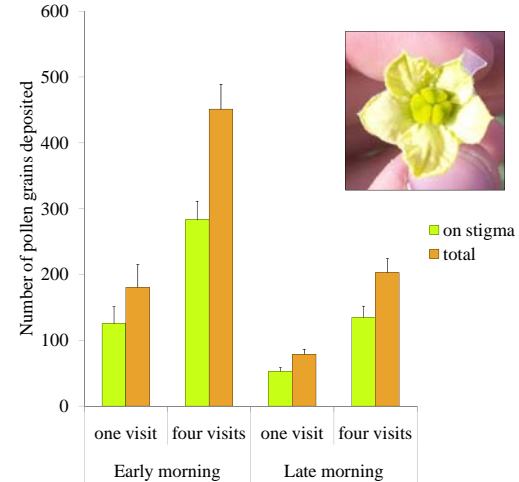 Number of pollen grains deposited
600
500
400
300
200
100
0
on stigma
total
one visit four visits one visit four visits
Early morning Late morning